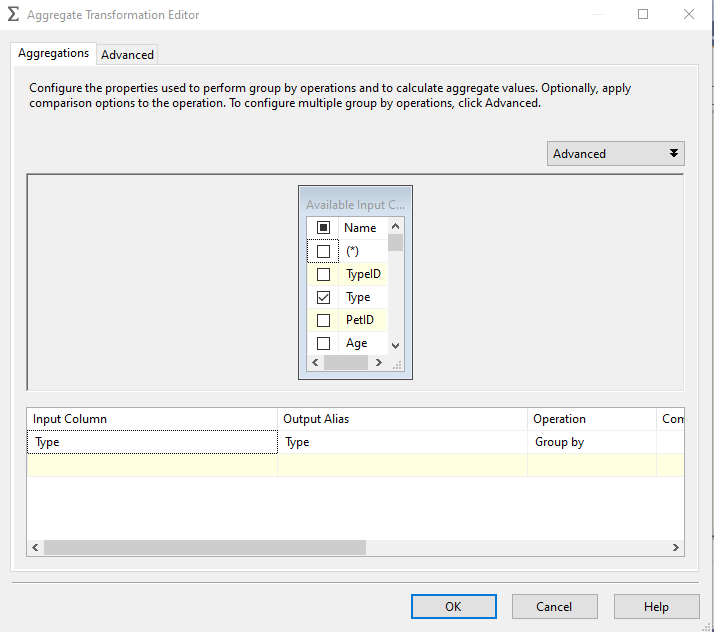 Aggregate Transformation Editor
Aggregations Advanced
Configure the properties used to perform group by operations and to calculate aggregate values. Optionally, apply
comparison options to the operation. To configure multiple group by operations, click Advanced.
Advanced
Available Input C...
Name
(*)
TypeID
Type
PetID
Age
Input Column Output Alias Operation Com
Type Type Group by
OK Cancel Help